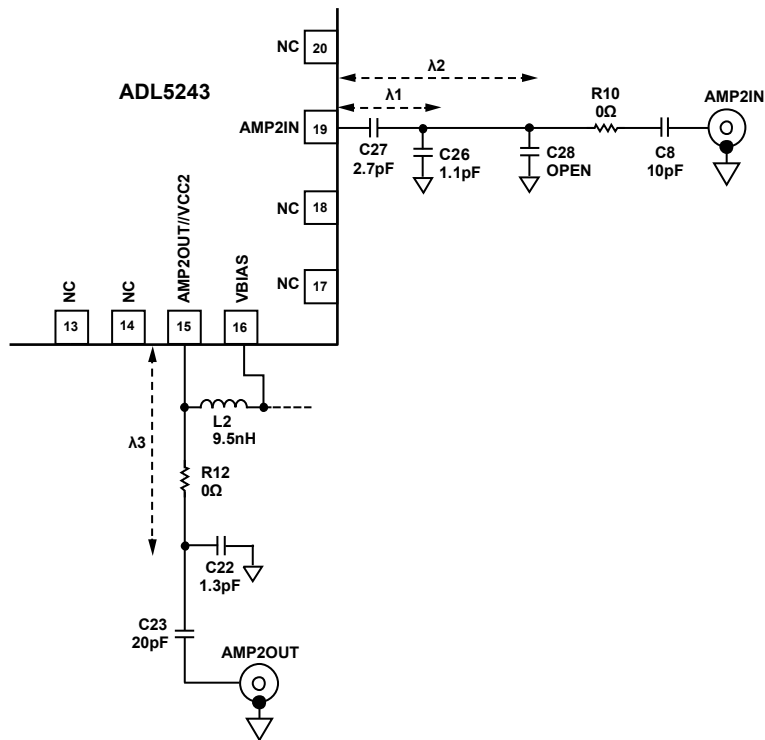 NC
20
ADL5243
λ2
λ1
R10
0Ω
AMP2IN
AMP2IN
19
C27
2.7pF
C26
1.1pF
C28
OPEN
C8
10pF
NC
18
NC
17
NC
13
NC
14
AMP2OUT//VCC2
15
VBIAS
16
L2
9.5nH
λ3
R12
0Ω
C22
1.3pF
C23
20pF
AMP2OUT